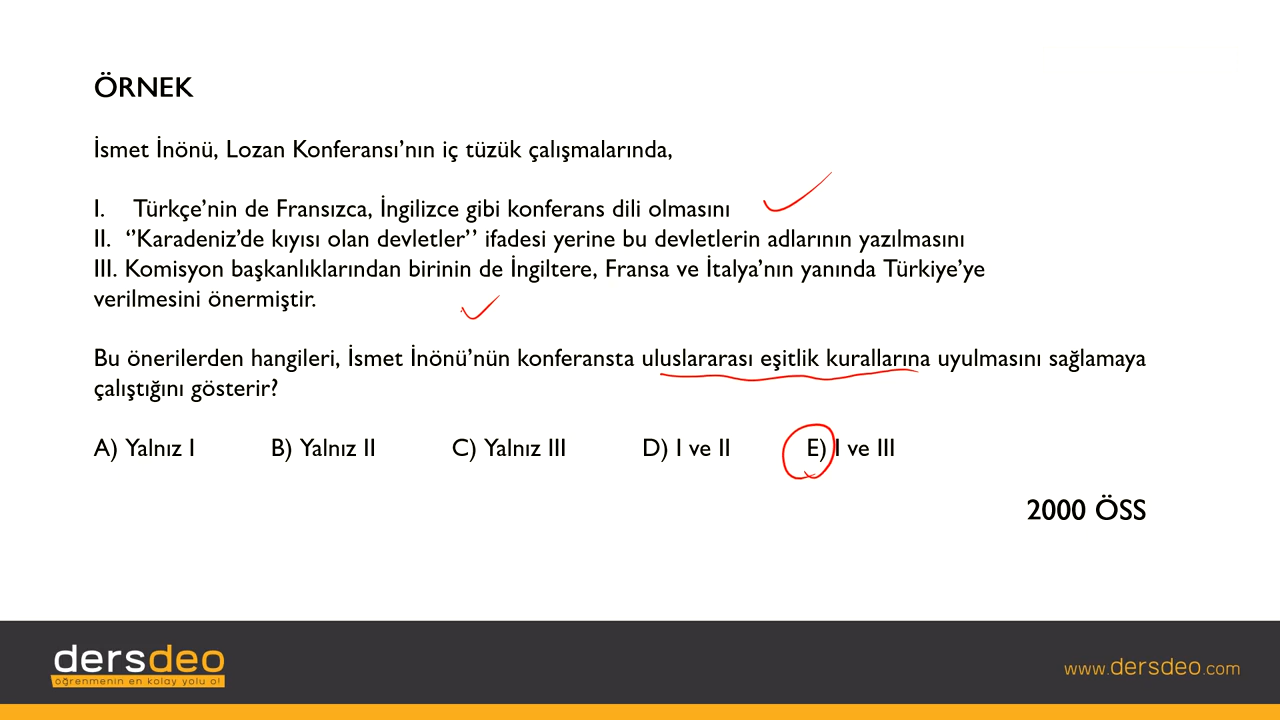 ÖRNEK
İsmet İnönü, Lozan Konferansı’nın iç tüzük çalışmalarında,
I. Türkçe’nin de Fransızca, İngilizce gibi konferans dili olmasını
II. ‘’Karadeniz’de kıyısı olan devletler’’ ifadesi yerine bu devletlerin adlarının yazılmasını
III. Komisyon başkanlıklarından birinin de İngiltere, Fransa ve İtalya’nın yanında Türkiye’ye
verilmesini önermiştir.
Bu önerilerden hangileri, İsmet İnönü’nün konferansta uluslararası eşitlik kurallarına uyulmasını sağlamaya
çalıştığını gösterir?
A) Yalnız I B) Yalnız II C) Yalnız III D) I ve II E) I ve III
2000 ÖSS
dersdeo
öğrenmenin en kolay yolu o!
www.dersdeo.com